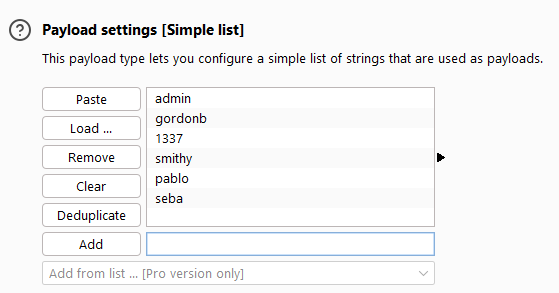 Payload settings [Simple list]
This payload type lets you configure a simple list of strings that are used as payloads.
Paste
Load ...
Remove
Clear
Deduplicate
Add
admin
gordonb
1337
smithy
pablo
seba
Add from list ... [Pro version only]